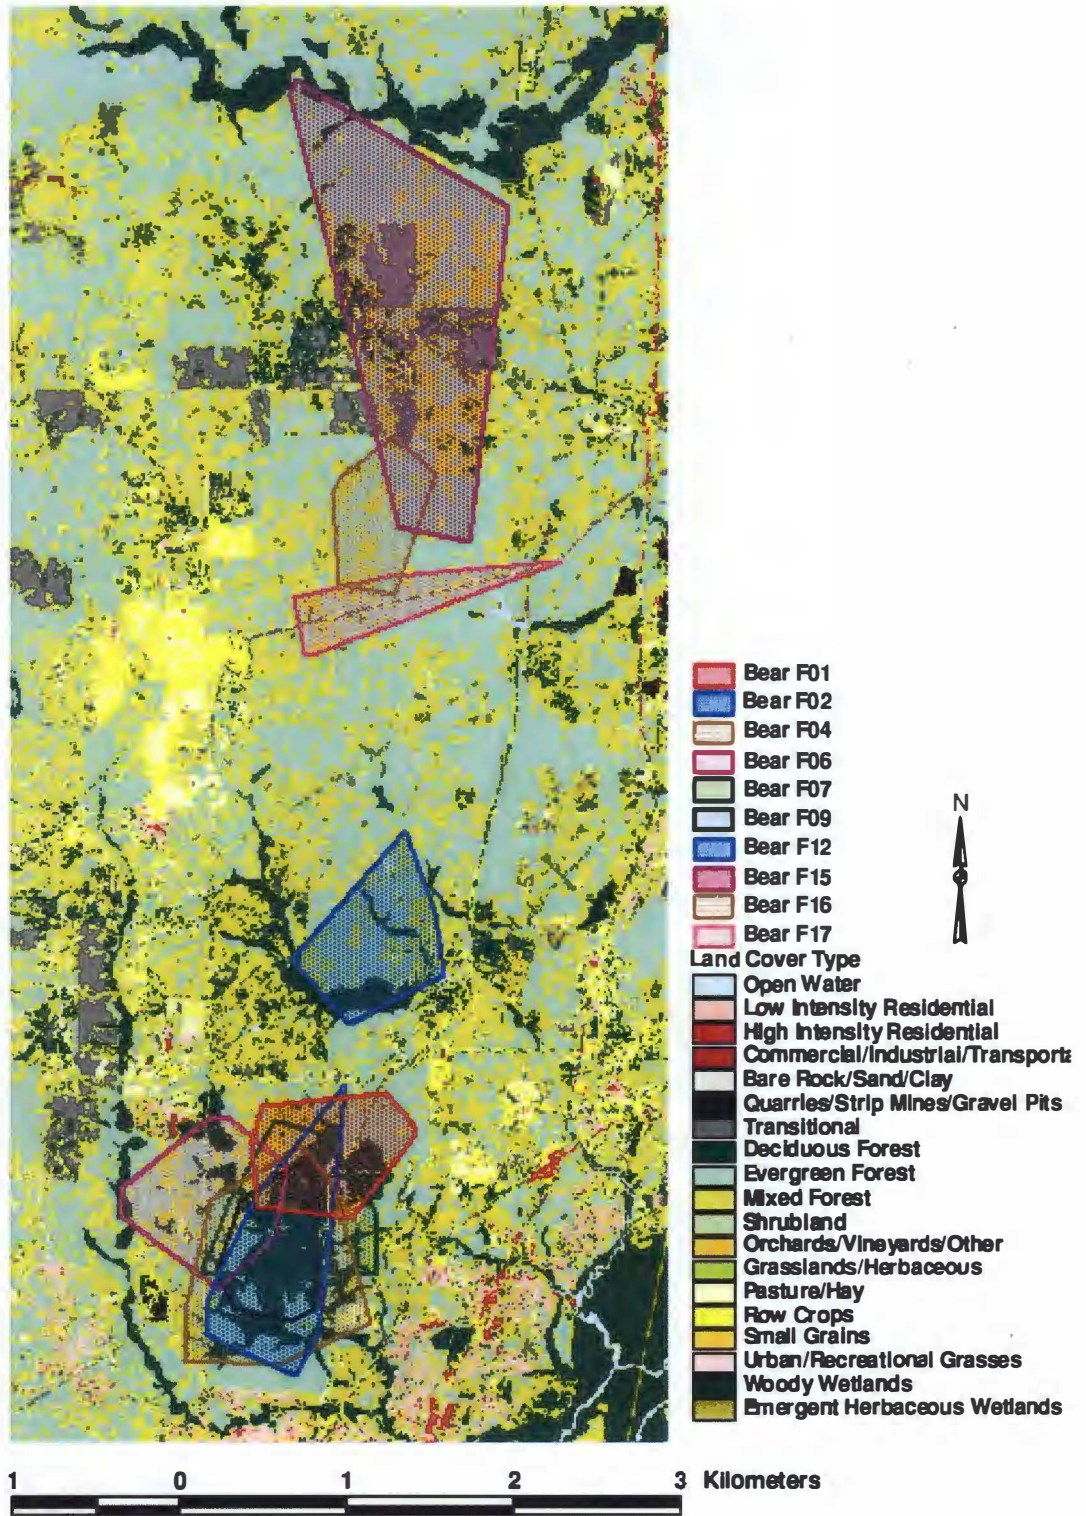 Bear F01
Bear F02
Bear F04
Bear F06
Bear F07
Bear F09
Bear F12
Bear F15
Bear F16
Bear F17
N
Land Cover Type
Open Water
Low Intensity Residential
High Intensity Residential
Commercial/Industrial/Transporta
Bare Rock/Sand/Clay
Quarries/Strip Mines/Gravel Pits
Transitional
Deciduous Forest
Evergreen Forest
Mixed Forest
Shrubland
Orchards/Vineyards/Other
Grasslands/Herbaceous
Pasture/Hay
Row Crops
Small Grains
Urban/Recreational Grasses
Woody Wetlands
Emergent Herbaceous Wetlands
1 0 1 2 3 Kilometers